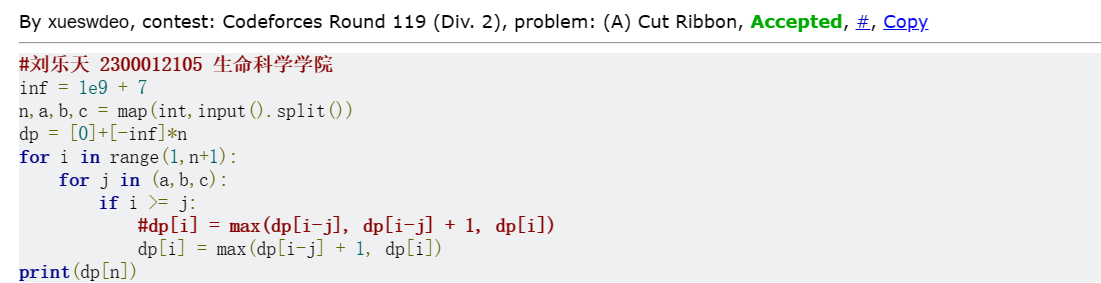 By xueswdeo, contest: Codeforces Round 119 (Div. 2), problem: (A) Cut Ribbon, Accepted, #, Copy
#刘乐天 2300012105 生命科学学院
inf = 1e9 + 7
n,a,b,c = map(int,input().split())
dp = [0]+[-inf]*n
for i in range(1,n+1):
    for j in (a,b,c):
        if i >= j:
            #dp[i] = max(dp[i-j], dp[i-j] + 1, dp[i])
            dp[i] = max(dp[i-j] + 1, dp[i])
print(dp[n])